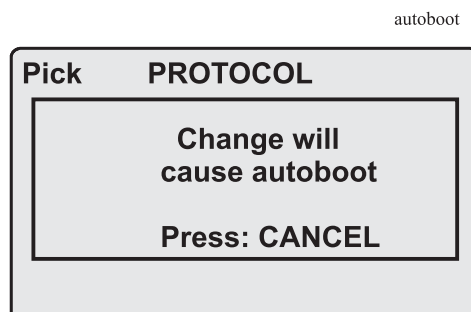 autoboot
Pick PROTOCOL
Change will
cause autoboot
Press: CANCEL